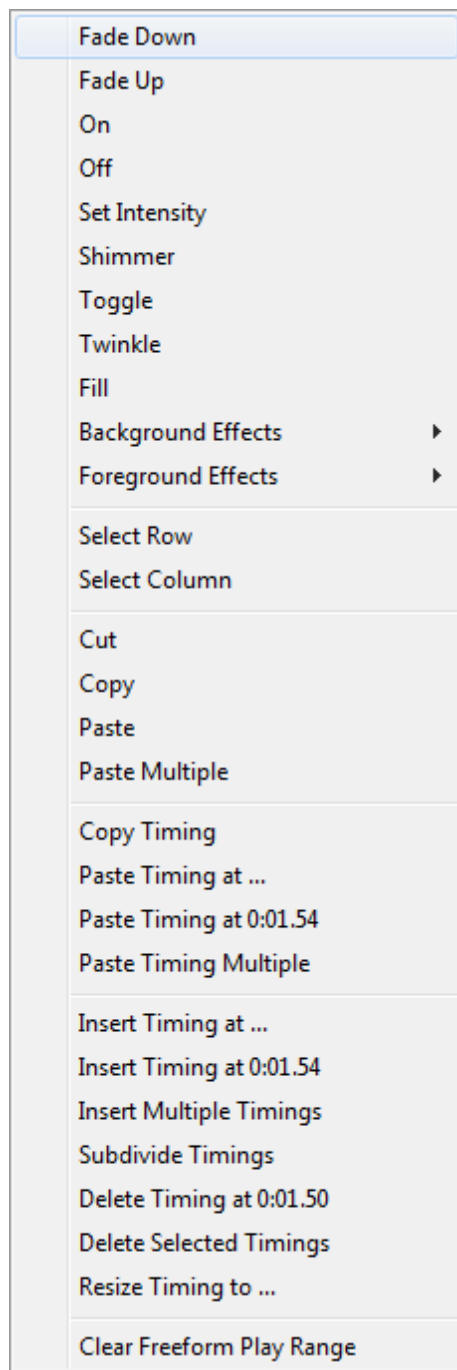 Fade Down
Fade Up
On
Off
Set Intensity
Shimmer
Toggle
Twinkle
Fill
Background Effects
Foreground Effects
Select Row
Select Column
Cut
Copy
Paste
Paste Multiple
Copy Timing
Paste Timing at ...
Paste Timing at 0:01.54
Paste Timing Multiple
Insert Timing at ...
Insert Timing at 0:01.54
Insert Multiple Timings
Subdivide Timings
Delete Timing at 0:01.50
Delete Selected Timings
Resize Timing to ...
Clear Freeform Play Range